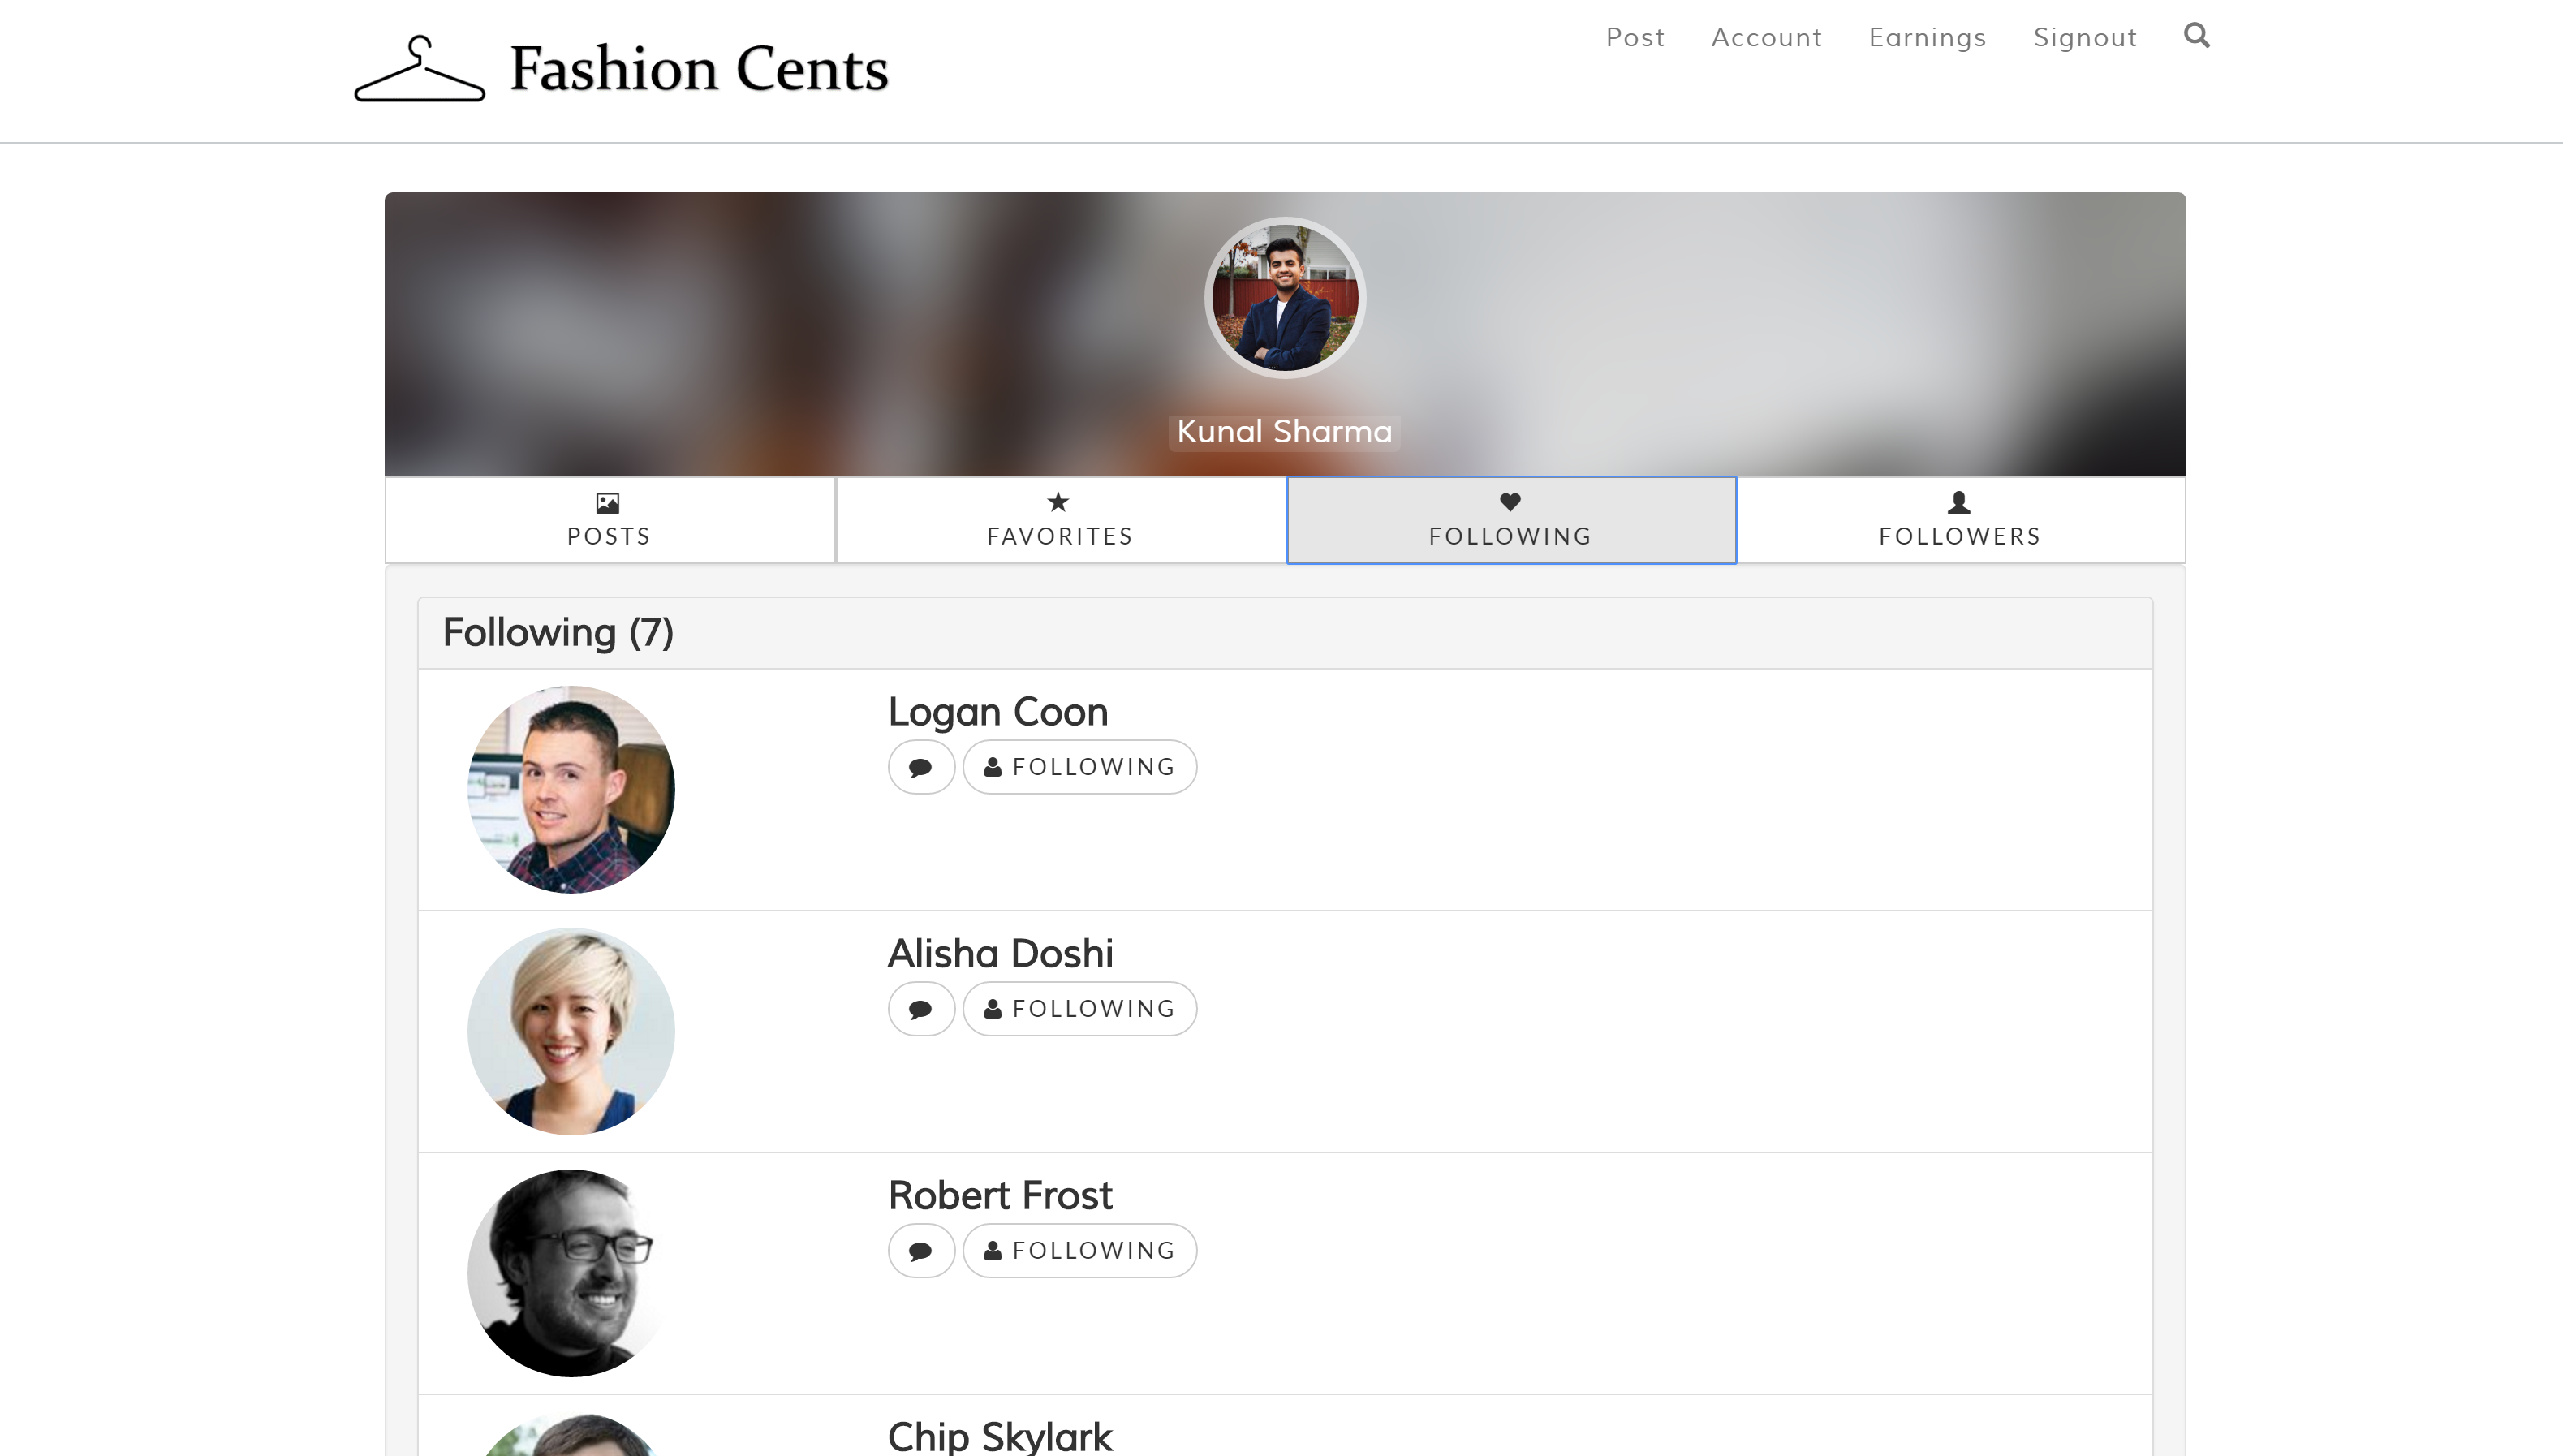 Fashion Cents
Post Account Earnings Signout
Kunal Sharma
POSTS FAVORITES FOLLOWING FOLLOWERS
Following (7)
Logan Coon
FOLLOWING
Alisha Doshi
FOLLOWING
Robert Frost
FOLLOWING
Chip Skylark